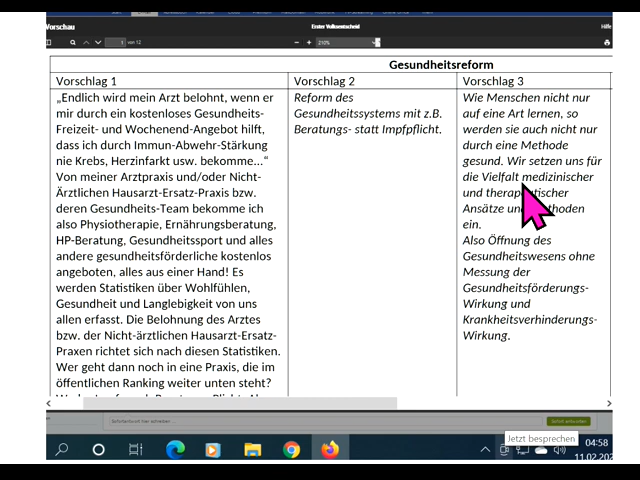 Vorschau
Erster Volksentscheid
Hilfe
1 von 12
210%
Gesundheitsreform
Vorschlag 1
„Endlich wird mein Arzt belohnt, wenn er
mir durch ein kostenloses Gesundheits-
Freizeit- und Wochenend-Angebot hilft,
dass ich durch Immun-Abwehr-Stärkung
nie Krebs, Herzinfarkt usw. bekomme...“
Von meiner Arztpraxis und/oder Nicht-
Ärztlichen Hausarzt-Ersatz-Praxis bzw.
deren Gesundheits-Team bekomme ich
also Physiotherapie, Ernährungsberatung,
HP-Beratung, Gesundheitssport und alles
andere gesundheitsförderliche kostenlos
angeboten, alles aus einer Hand! Es
werden Statistiken über Wohlfühlen,
Gesundheit und Langlebigkeit von uns
allen erfasst. Die Belohnung des Arztes
bzw. der Nicht-ärztlichen Hausarzt-Ersatz-
Praxen richtet sich nach diesen Statistiken.
Wer geht dann noch in eine Praxis, die im
öffentlichen Ranking weiter unten steht?
Vorschlag 2
Reform des
Gesundheitssystems mit z.B.
Beratungs- statt Impfpflicht.
Vorschlag 3
Wie Menschen nicht nur
auf eine Art lernen, so
werden sie auch nicht nur
durch eine Methode
gesund. Wir setzen uns für
die Vielfalt medizinischer
und therapeutischer
Ansätze und Methoden
ein.
Also Öffnung des
Gesundheitswesens ohne
Messung der
Gesundheitsförderungs-
Wirkung und
Krankheitsverhinderungs-
Wirkung.
Jetzt besprechen
04:58
11.02.202